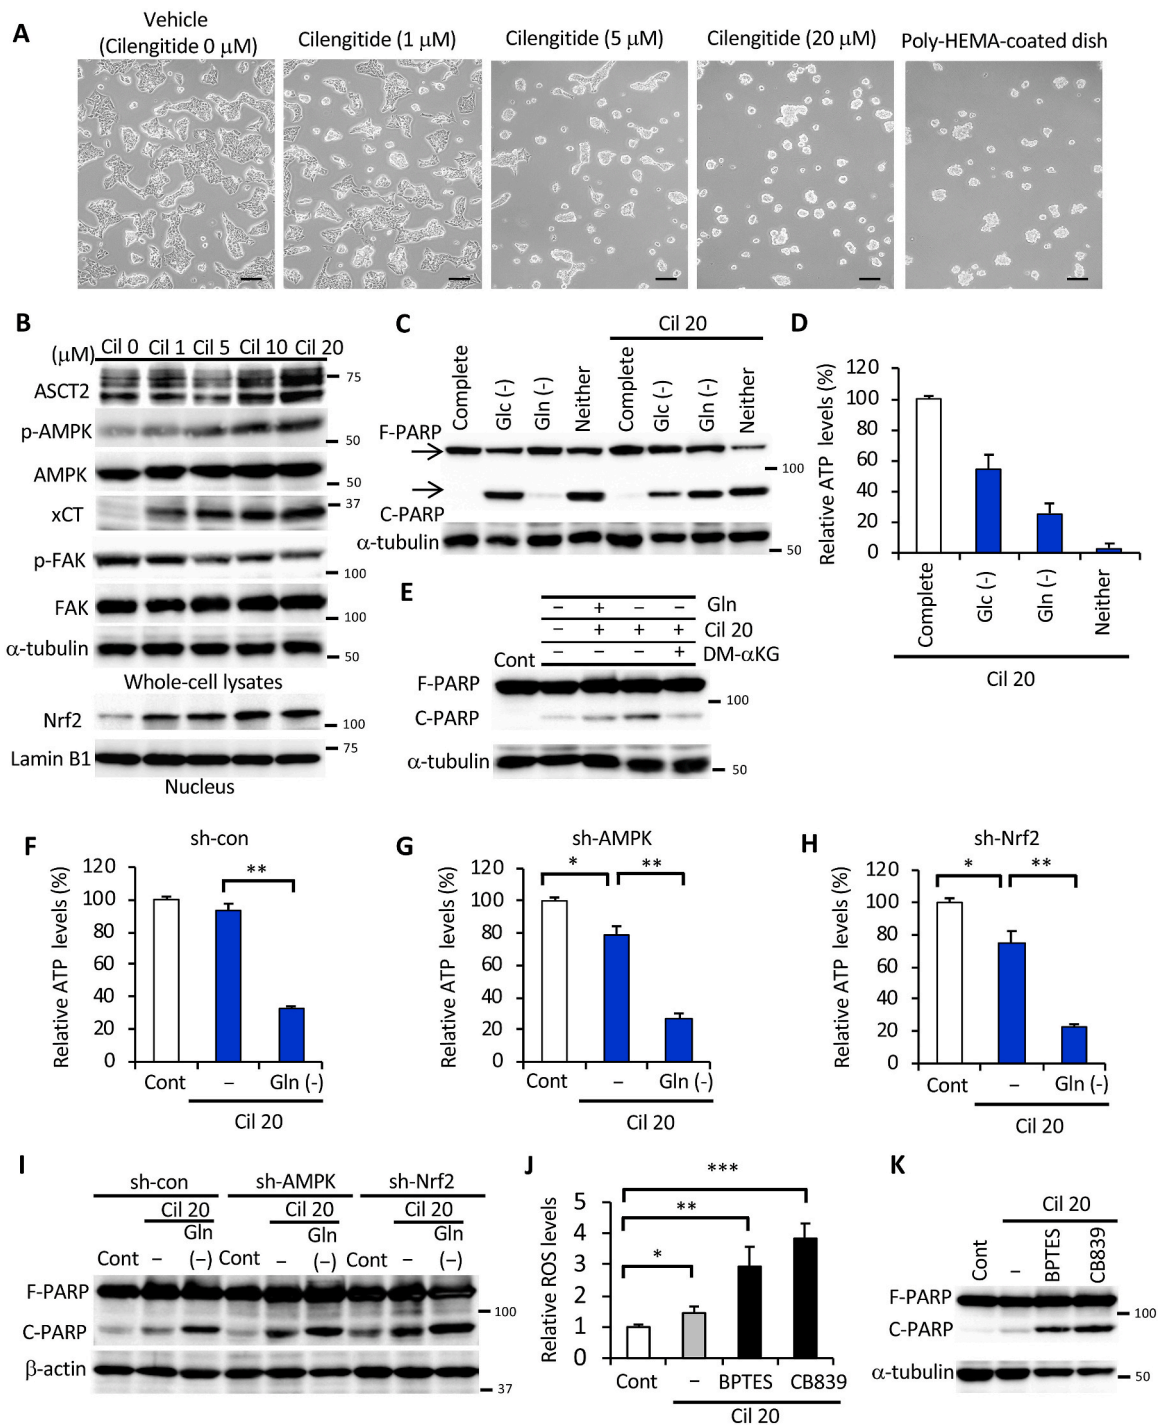 A
Vehicle
(Cilengitide 0 μM)
Cilengitide (1 μM)
Cilengitide (5 μM)
Cilengitide (20 μM)
Poly-HEMA-coated dish
B
(μM)
Cil 0 Cil 1 Cil 5 Cil 10 Cil 20
ASCT2
75
p-AMPK
50
AMPK
50
xCT
37
p-FAK
100
FAK
100
α-tubulin
50
Whole-cell lysates
Nrf2
100
Lamin B1
75
Nucleus
C
Cil 20
Complete
Glc (-)
Gln (-)
Neither
Complete
Glc (-)
Gln (-)
Neither
F-PARP
100
C-PARP
α-tubulin
50
D
Relative ATP levels (%)
120
100
80
60
40
20
0
Complete
Glc (-)
Gln (-)
Neither
Cil 20
E
– + – – Gln
– + + + Cil 20
– – – + DM-αKG
Cont
F-PARP
100
C-PARP
α-tubulin
50
F
sh-con
Relative ATP levels (%)
120
100
80
60
40
20
0
**
Cont – Gln (-)
Cil 20
G
sh-AMPK
Relative ATP levels (%)
120
100
80
60
40
20
0
* **
Cont – Gln (-)
Cil 20
H
sh-Nrf2
Relative ATP levels (%)
120
100
80
60
40
20
0
* **
Cont – Gln (-)
Cil 20
I
sh-con sh-AMPK sh-Nrf2
Cil 20 Cil 20 Cil 20
Gln Gln Gln
Cont – (-) Cont – (-) Cont – (-)
F-PARP
100
C-PARP
β-actin
37
J
Relative ROS levels
5
4
3
2
1
0
***
**
*
Cont – BPTES CB839
Cil 20
K
Cil 20
Cont
–
BPTES
CB839
F-PARP
100
C-PARP
α-tubulin
50